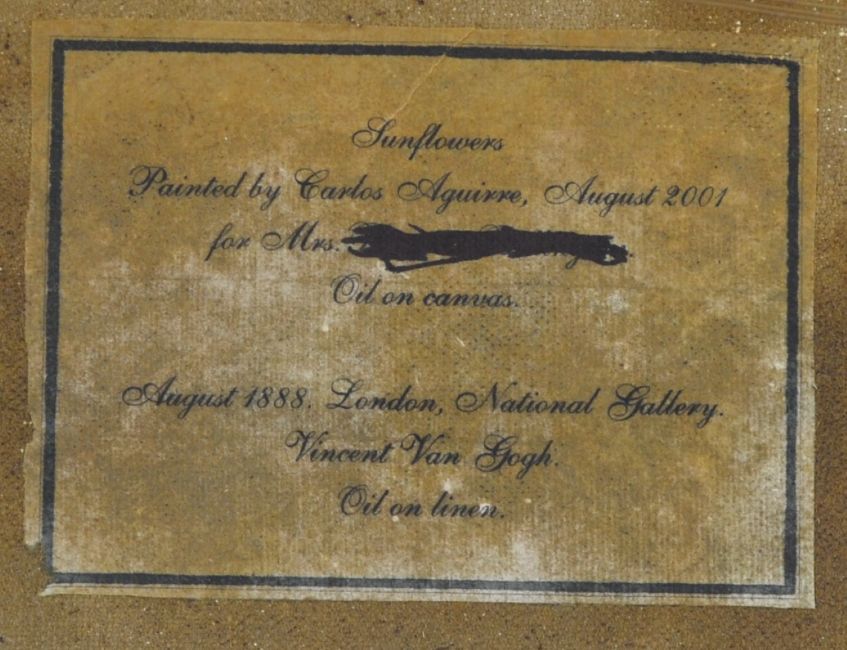 Sunflowers
Painted by Carlos Aguirre, August 2001
for Mrs.
Oil on canvas.
August 1888. London, National Gallery.
Vincent Van Gogh.
Oil on linen.